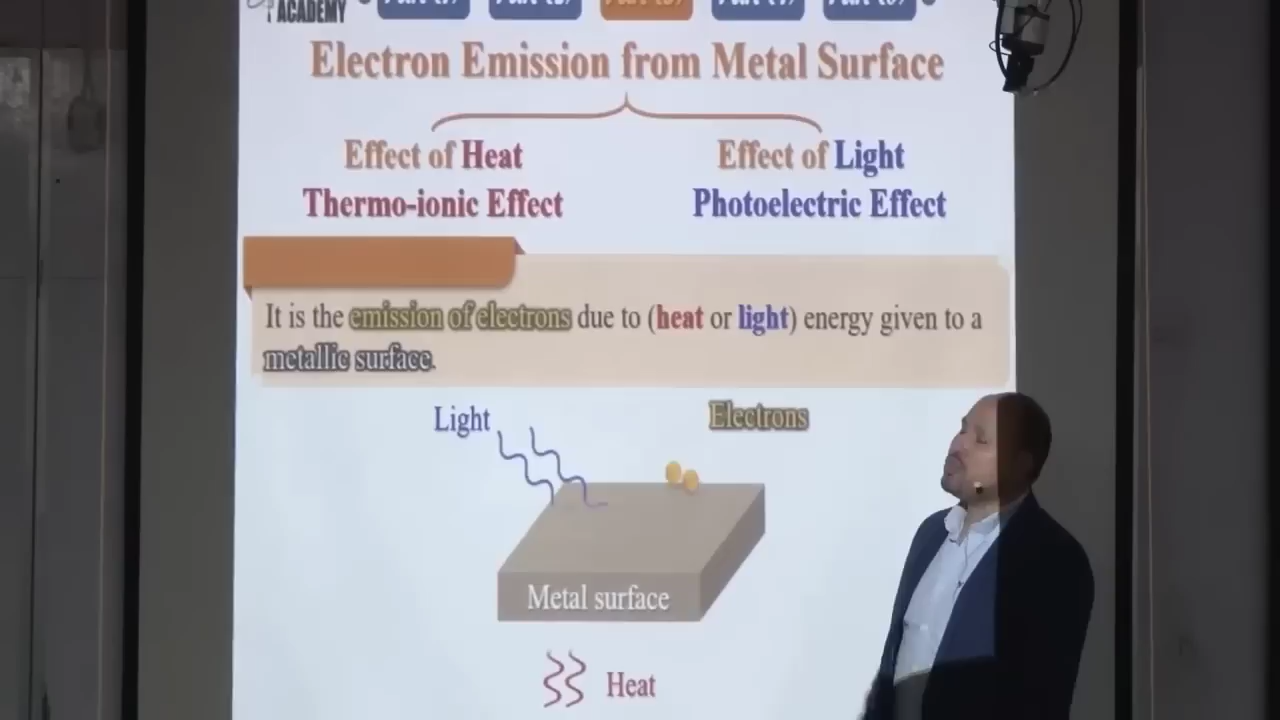 ACADEMY
Electron Emission from Metal Surface
Effect of Heat
Thermo-ionic Effect
Effect of Light
Photoelectric Effect
It is the emission of electrons due to (heat or light) energy given to a
metallic surface.
Light
Electrons
Metal surface
Heat